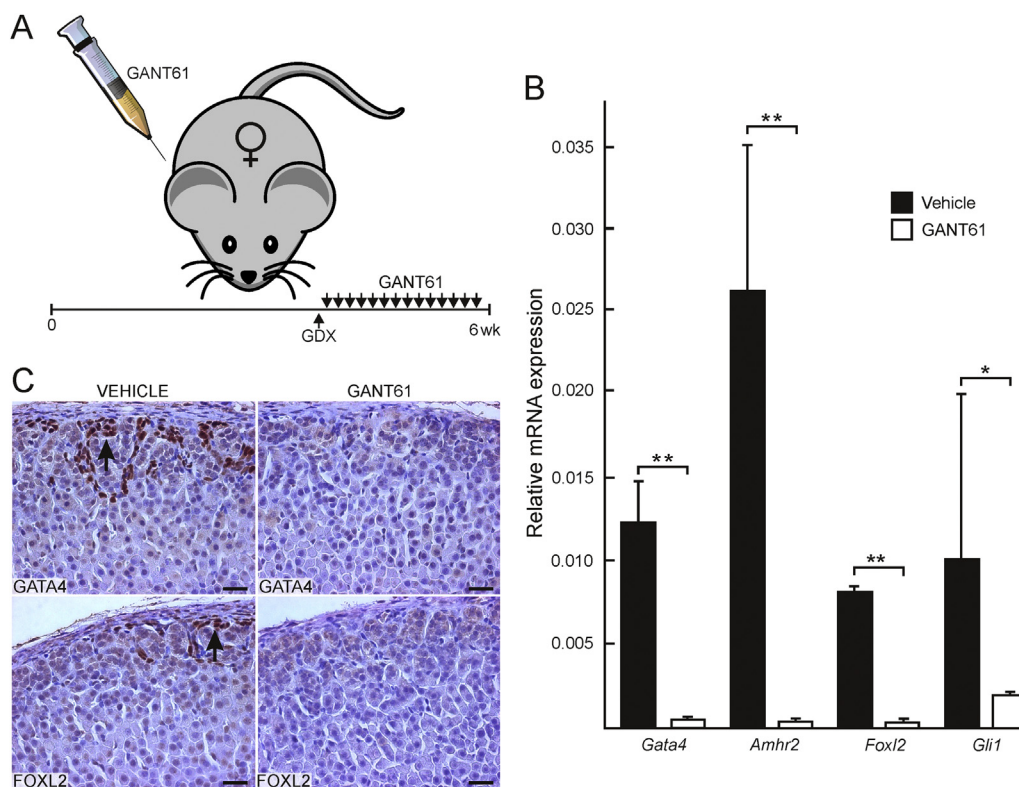 A
GANT61
♀
GANT61
0
GDX
6 wk
B
Relative mRNA expression
0.035
0.030
0.025
0.020
0.015
0.010
0.005
**
**
**
*
Vehicle
GANT61
Gata4
Amhr2
Foxl2
Gli1
C
VEHICLE
GANT61
GATA4
GATA4
FOXL2
FOXL2